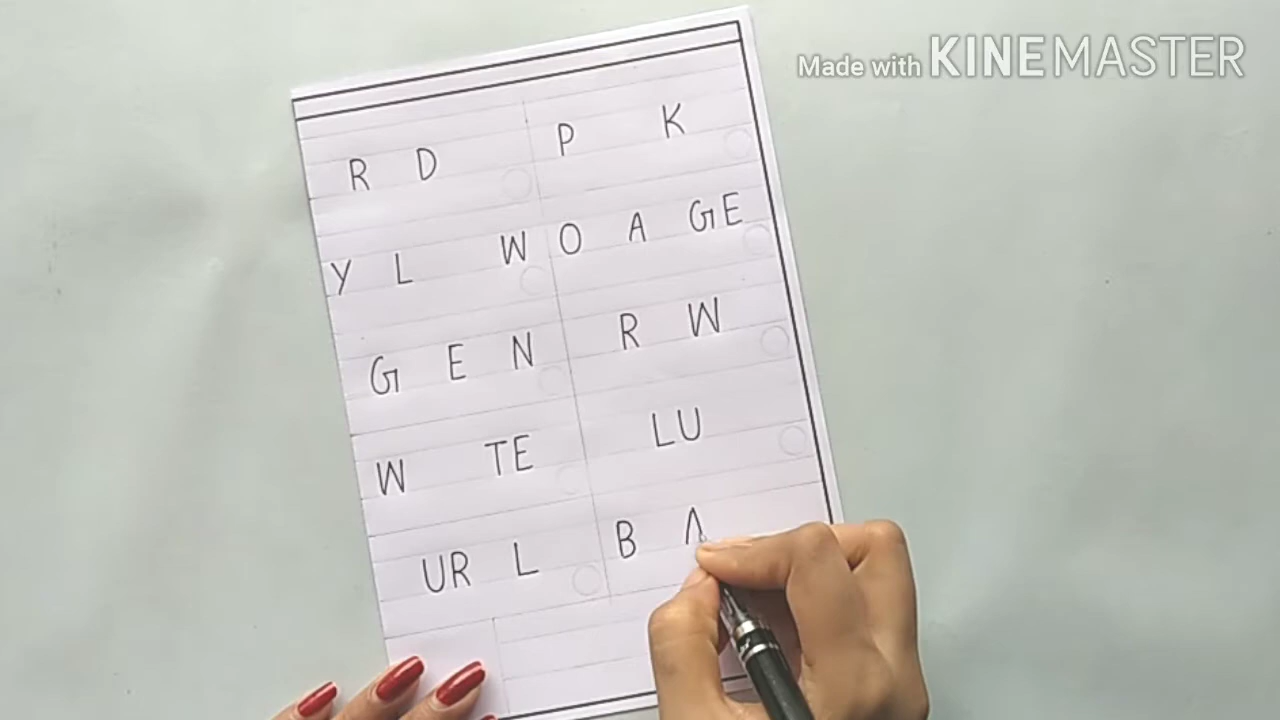 Made with KINEMASTER
R D P K
Y L W O A GE
G E N R W
W TE LU
UR L B A